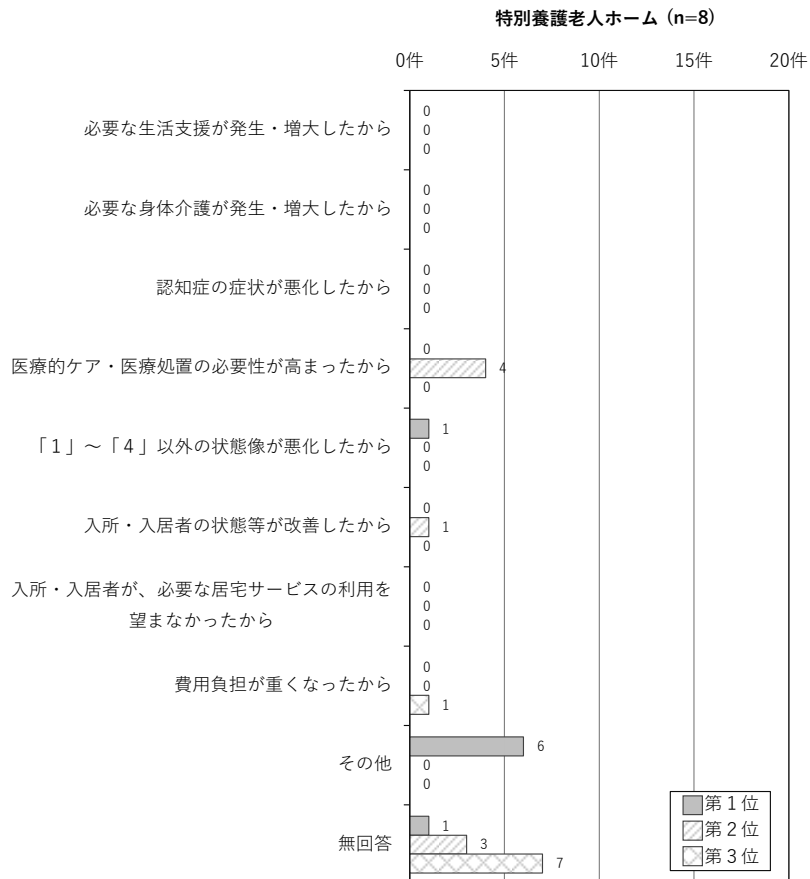 特別養護老人ホーム (n=8)
0件 5件 10件 15件 20件
必要な生活支援が発生・増大したから
0
0
0
必要な身体介護が発生・増大したから
0
0
0
認知症の症状が悪化したから
0
0
0
医療的ケア・医療処置の必要性が高まったから
0
4
0
「１」～「４」以外の状態像が悪化したから
1
0
0
入所・入居者の状態等が改善したから
0
1
0
入所・入居者が、必要な居宅サービスの利用を
望まなかったから
0
0
0
費用負担が重くなったから
0
0
1
その他
6
0
0
無回答
1
3
7
第１位
第２位
第３位